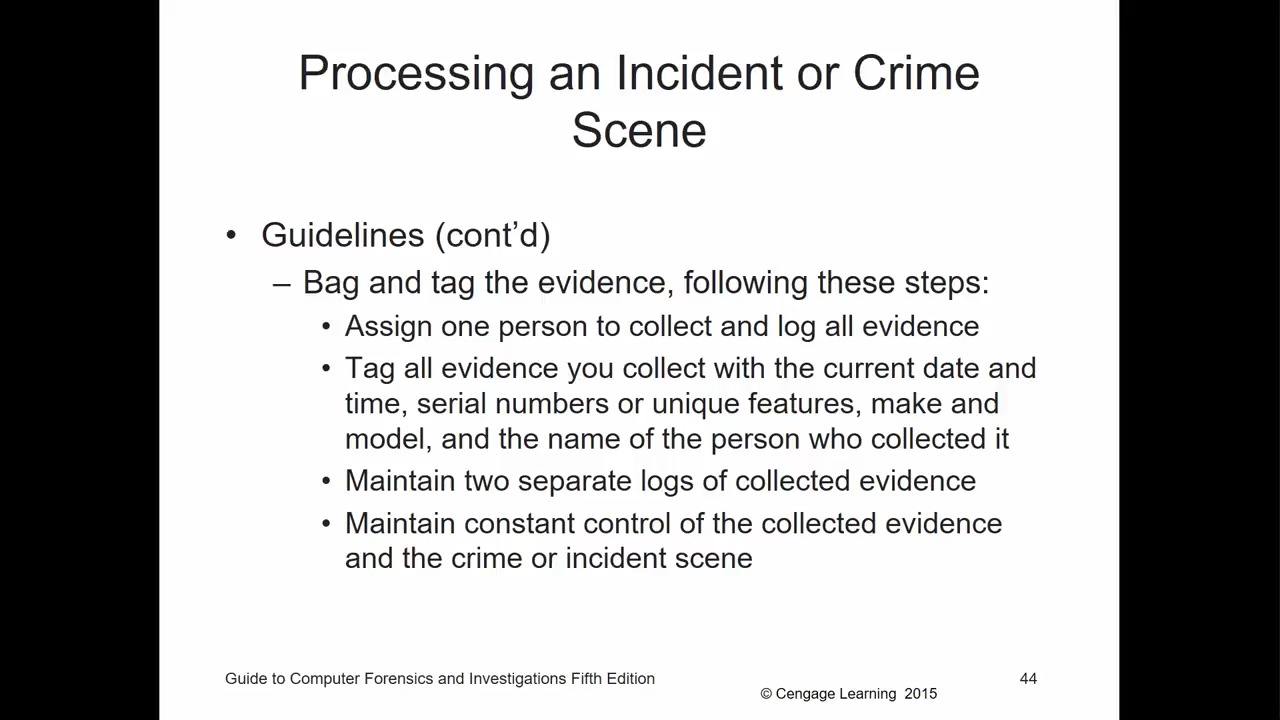 Processing an Incident or Crime
Scene
• Guidelines (cont’d)
– Bag and tag the evidence, following these steps:
• Assign one person to collect and log all evidence
• Tag all evidence you collect with the current date and
time, serial numbers or unique features, make and
model, and the name of the person who collected it
• Maintain two separate logs of collected evidence
• Maintain constant control of the collected evidence
and the crime or incident scene
Guide to Computer Forensics and Investigations Fifth Edition
44
© Cengage Learning 2015